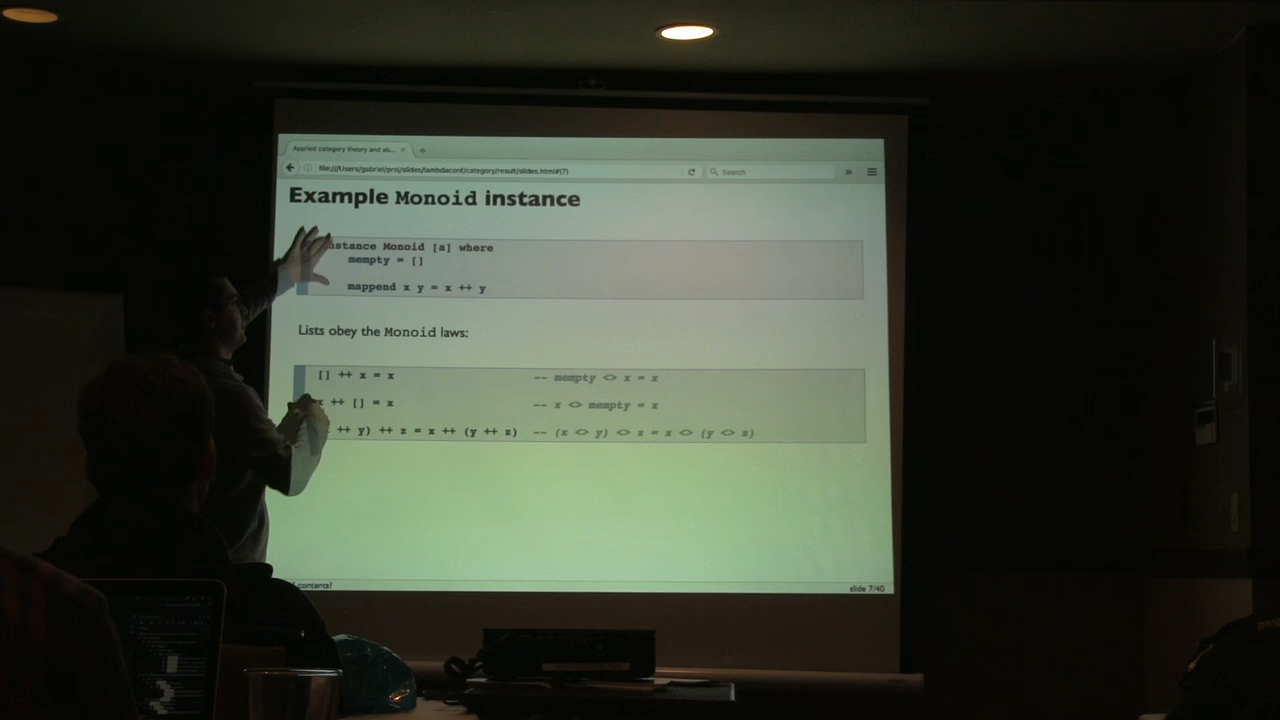 Applied category theory and ab...
file:///Users/gabriel/proj/slides/lambdaconf/category/result/slides.html#(7)
Search
Example Monoid instance
instance Monoid [a] where
mempty = []
mappend x y = x ++ y
Lists obey the Monoid laws:
[] ++ x = x -- mempty <> x = x
x ++ [] = x -- x <> mempty = x
++ y) ++ z = x ++ (y ++ z) -- (x <> y) <> z = x <> (y <> z)
contents! slide 7/40